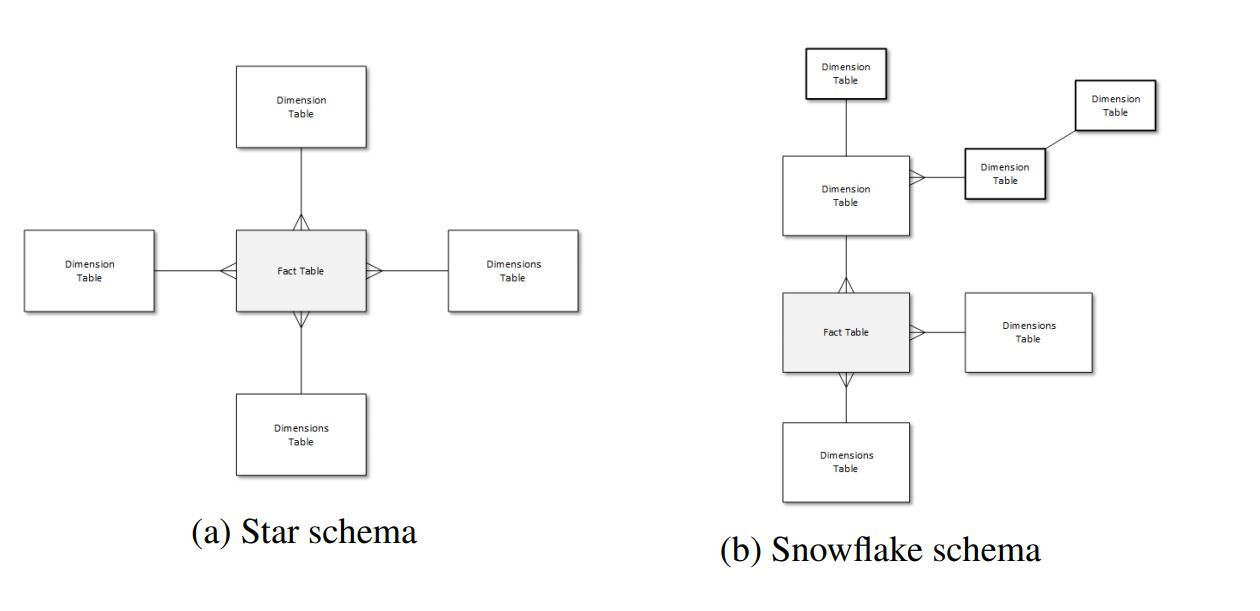 Dimension
Table
Dimension
Table
Fact Table
Dimensions
Table
Dimensions
Table
(a) Star schema
Dimension
Table
Dimension
Table
Dimension
Table
Dimension
Table
Fact Table
Dimensions
Table
Dimensions
Table
(b) Snowflake schema